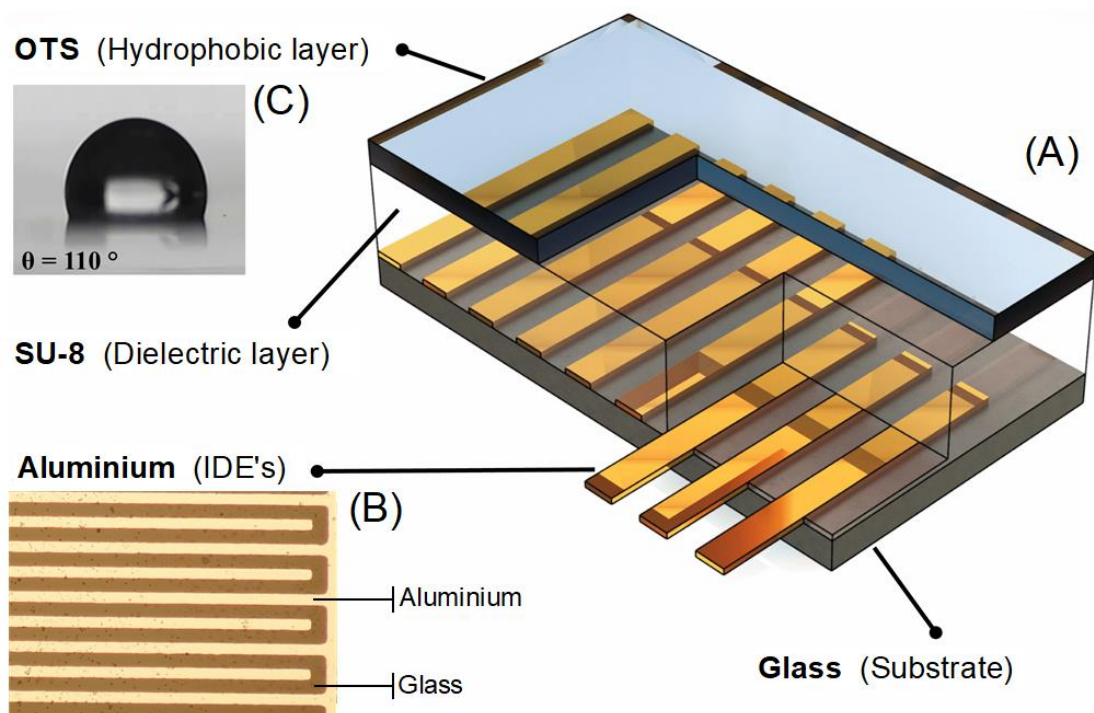 OTS (Hydrophobic layer)
(C)
(A)
θ = 110 °
SU-8 (Dielectric layer)
Aluminium (IDE's)
(B)
Aluminium
Glass
Glass (Substrate)